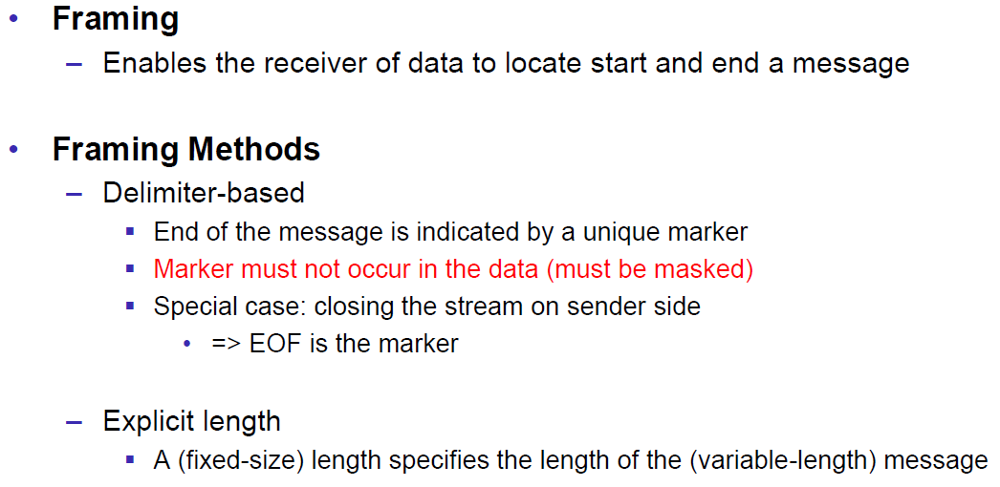 • Framing
– Enables the receiver of data to locate start and end a message
• Framing Methods
– Delimiter-based
▪ End of the message is indicated by a unique marker
▪ Marker must not occur in the data (must be masked)
▪ Special case: closing the stream on sender side
• => EOF is the marker
– Explicit length
▪ A (fixed-size) length specifies the length of the (variable-length) message